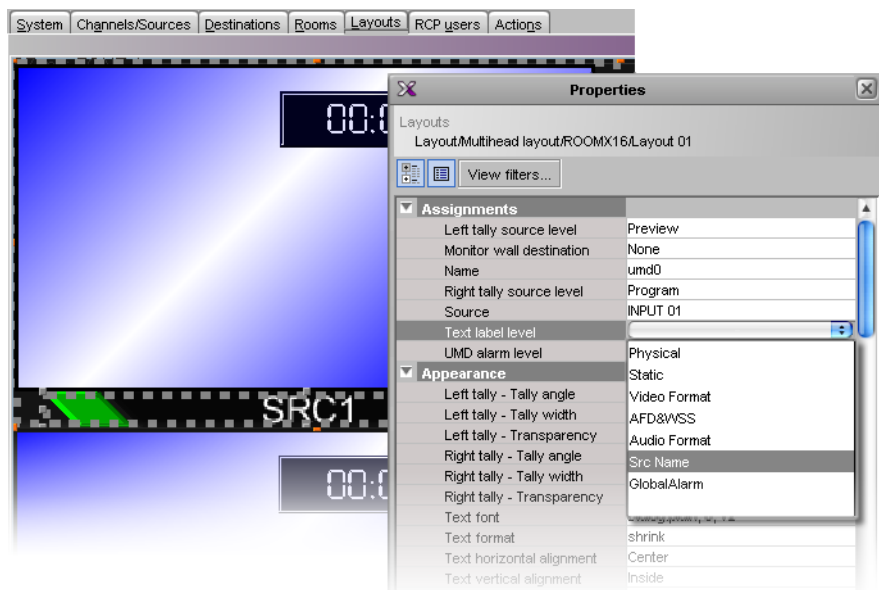 System Channels/Sources Destinations Rooms Layouts RCP users Actions
00:0
Properties
Layouts
Layout/Multihead layout/ROOMX16/Layout 01
View filters...
Assignments
Left tally source level Preview
Monitor wall destination None
Name umd0
Right tally source level Program
Source INPUT 01
Text label level
UMD alarm level
Physical
Static
Video Format
AFD&WSS
Audio Format
Src Name
GlobalAlarm
Appearance
Left tally - Tally angle
Left tally - Tally width
Left tally - Transparency
Right tally - Tally angle
Right tally - Tally width
Right tally - Transparency
Text font
Text format shrink
Text horizontal alignment Center
Text vertical alignment Inside
SRC1
00:0